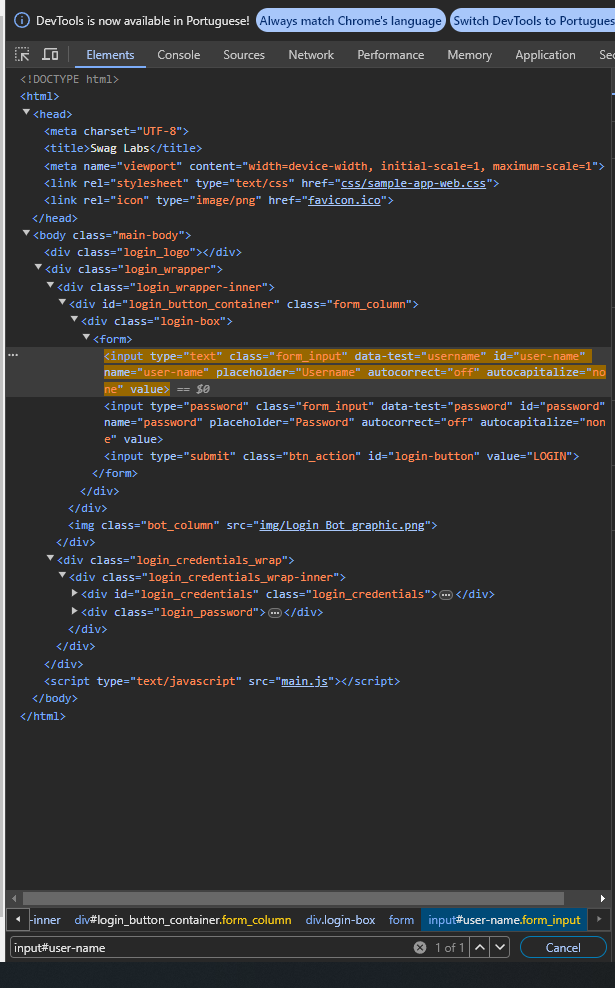 DevTools is now available in Portuguese! Always match Chrome's language Switch DevTools to Portugues
Elements Console Sources Network Performance Memory Application Sec
<!DOCTYPE html>
<html>
<head>
<meta charset="UTF-8">
<title>Swag Labs</title>
<meta name="viewport" content="width=device-width, initial-scale=1, maximum-scale=1">
<link rel="stylesheet" type="text/css" href="css/sample-app-web.css">
<link rel="icon" type="image/png" href="favicon.ico">
</head>
<body class="main-body">
<div class="login_logo"></div>
<div class="login_wrapper">
<div class="login_wrapper-inner">
<div id="login_button_container" class="form_column">
<div class="login-box">
<form>
<input type="text" class="form_input" data-test="username" id="user-name"
name="user-name" placeholder="Username" autocorrect="off" autocapitalize="no
ne" value> == $0
<input type="password" class="form_input" data-test="password" id="password"
name="password" placeholder="Password" autocorrect="off" autocapitalize="non
e" value>
<input type="submit" class="btn_action" id="login-button" value="LOGIN">
</form>
</div>
</div>
<img class="bot_column" src="img/Login_Bot_graphic.png">
</div>
<div class="login_credentials_wrap">
<div class="login_credentials_wrap-inner">
<div id="login_credentials" class="login_credentials">…</div>
<div class="login_password">…</div>
</div>
</div>
</div>
<script type="text/javascript" src="main.js"></script>
</body>
</html>
-inner div#login_button_container.form_column div.login-box form input#user-name.form_input
input#user-name 1 of 1 Cancel